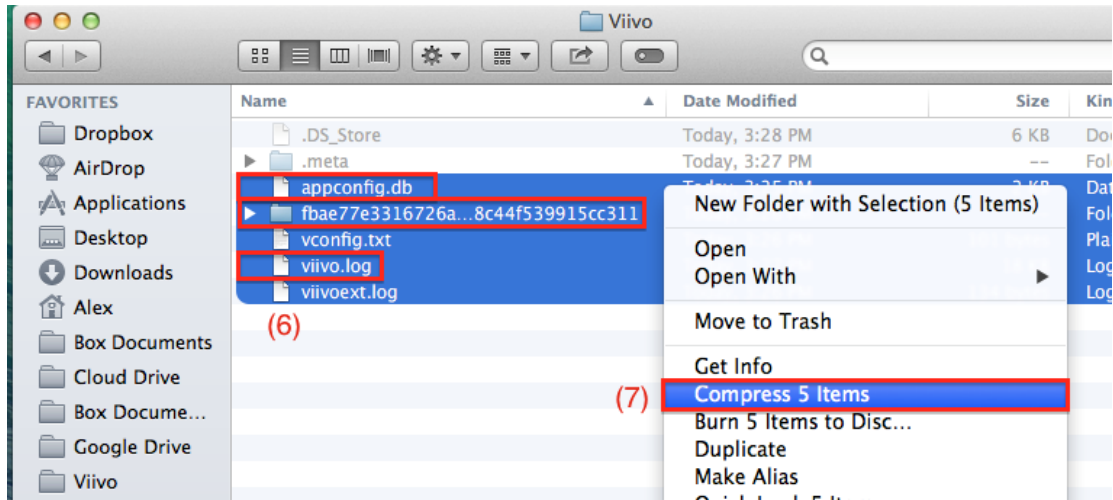 Viivo
FAVORITES
Dropbox
AirDrop
Applications
Desktop
Downloads
Alex
Box Documents
Cloud Drive
Box Docume...
Google Drive
Viivo
Name Date Modified Size Kin
.DS_Store Today, 3:28 PM 6 KB Do
.meta Today, 3:27 PM -- Fol
appconfig.db Dat
fbae77e3316726a...8c44f539915cc311 Fol
vconfig.txt Pla
viivo.log Log
viivoext.log Log
(6)
New Folder with Selection (5 Items)
Open
Open With
Move to Trash
Get Info
(7) Compress 5 Items
Burn 5 Items to Disc...
Duplicate
Make Alias